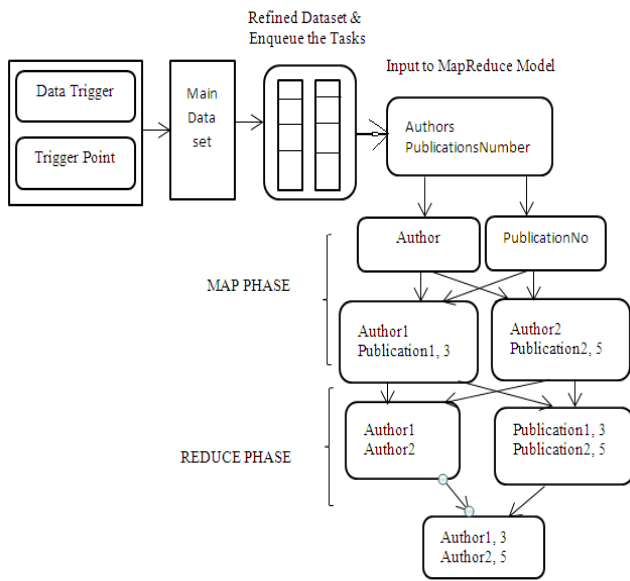 Refined Dataset &
Enqueue the Tasks
Data Trigger
Trigger Point
Main
Data
set
Input to MapReduce Model
Authors
PublicationsNumber
Author
PublicationNo
MAP PHASE
Author1
Publication1, 3
Author2
Publication2, 5
REDUCE PHASE
Author1
Author2
Publication1, 3
Publication2, 5
Author1, 3
Author2, 5